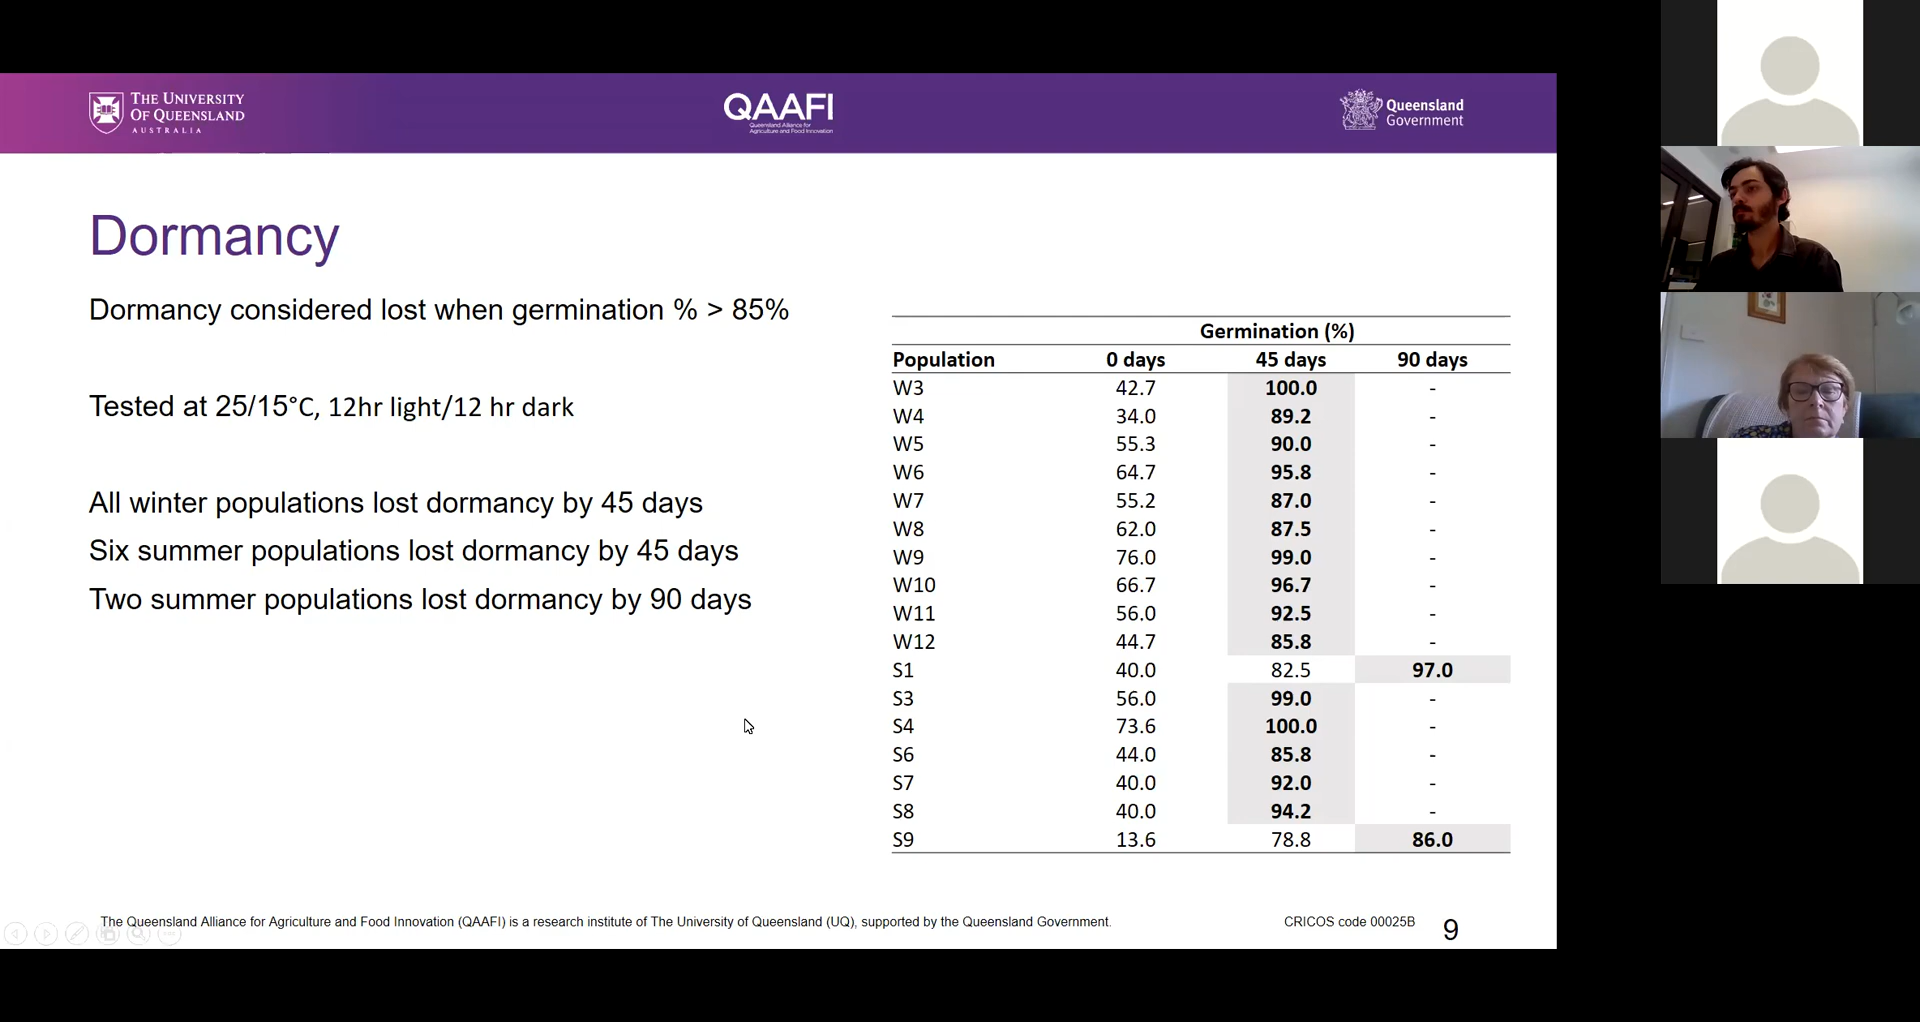 THE UNIVERSITY
OF QUEENSLAND
AUSTRALIA
QAAFI
Queensland Alliance for
Agriculture and Food Innovation
Queensland
Government
Dormancy
Dormancy considered lost when germination % > 85%
Tested at 25/15°C, 12hr light/12 hr dark
All winter populations lost dormancy by 45 days
Six summer populations lost dormancy by 45 days
Two summer populations lost dormancy by 90 days
Germination (%)
Population 0 days 45 days 90 days
W3 42.7 100.0 -
W4 34.0 89.2 -
W5 55.3 90.0 -
W6 64.7 95.8 -
W7 55.2 87.0 -
W8 62.0 87.5 -
W9 76.0 99.0 -
W10 66.7 96.7 -
W11 56.0 92.5 -
W12 44.7 85.8 -
S1 40.0 82.5 97.0
S3 56.0 99.0 -
S4 73.6 100.0 -
S6 44.0 85.8 -
S7 40.0 92.0 -
S8 40.0 94.2 -
S9 13.6 78.8 86.0
The Queensland Alliance for Agriculture and Food Innovation (QAAFI) is a research institute of The University of Queensland (UQ), supported by the Queensland Government.
CRICOS code 00025B
9